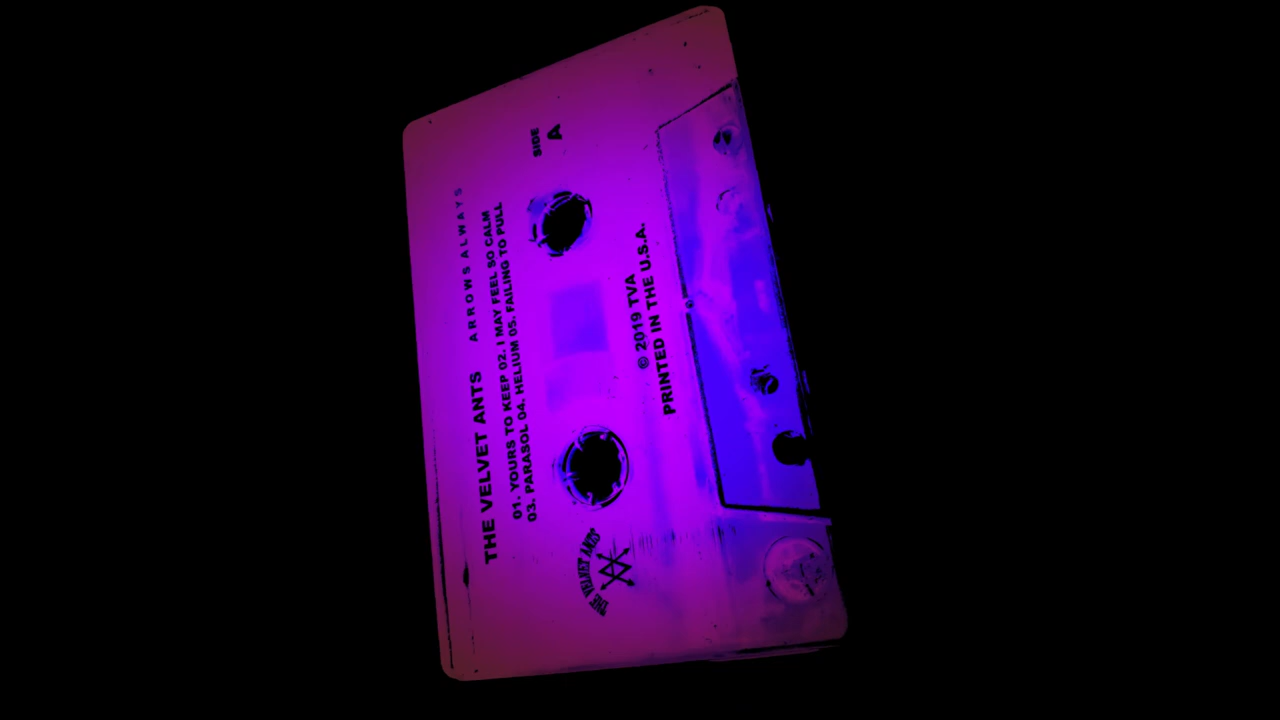 THE VELVET ANTS ARROWS ALWAYS
01. YOURS TO KEEP 02. I MAY FEEL SO CALM
03. PARASOL 04. HELIUM 05. FAILING TO PULL
SIDE
A
THE VELVET ANTS
© 2019 TVA
PRINTED IN THE U.S.A.